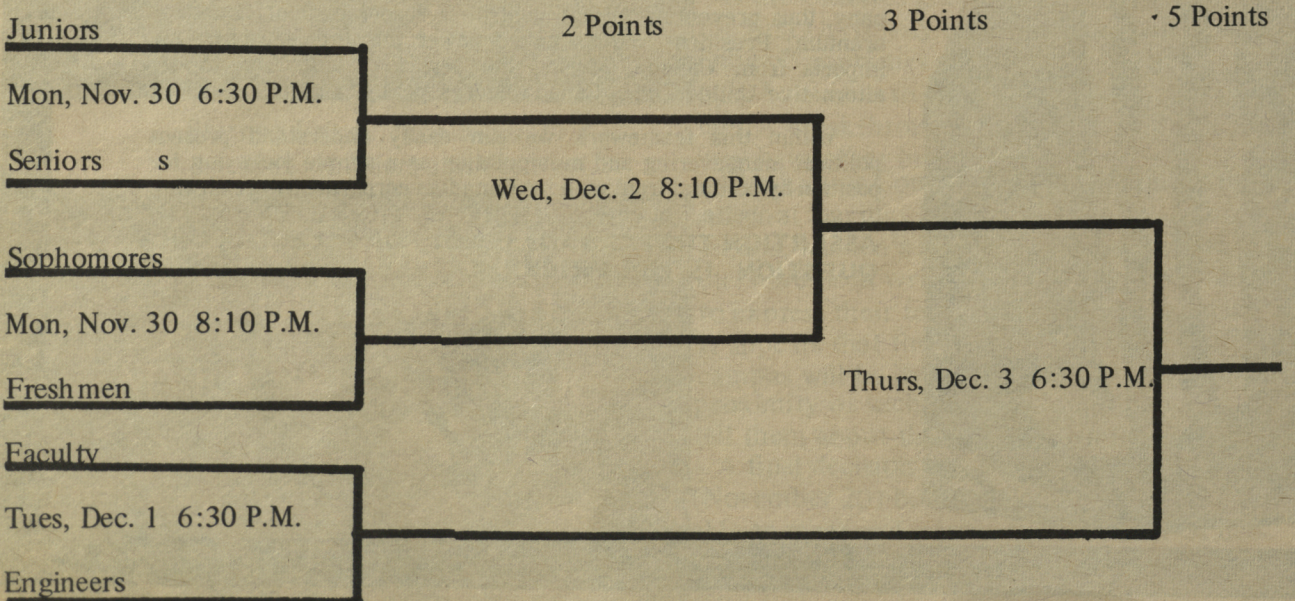 Juniors
2 Points
3 Points
5 Points
Mon, Nov. 30 6:30 P.M.
Seniors s
Wed, Dec. 2 8:10 P.M.
Sophomores
Mon, Nov. 30 8:10 P.M.
Freshmen
Thurs, Dec. 3 6:30 P.M.
Faculty
Tues, Dec. 1 6:30 P.M.
Engineers